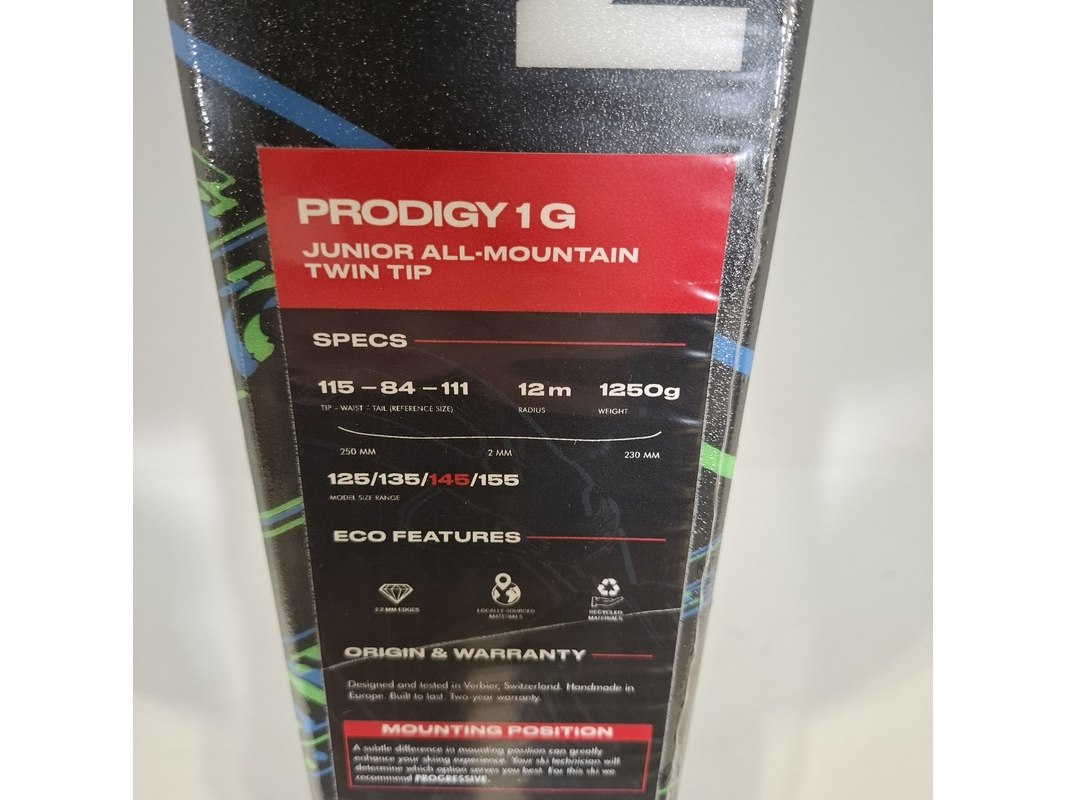 PRODIGY 1 G
JUNIOR ALL-MOUNTAIN
TWIN TIP
SPECS
115 – 84 – 111 12 m 1250g
TIP – WAIST – TAIL (REFERENCE SIZE) RADIUS WEIGHT
250 MM 2 MM 230 MM
125/135/145/155
MODEL SIZE RANGE
ECO FEATURES
2.2 MM EDGES LOCALLY SOURCED RECYCLED
MATERIALS MATERIALS
ORIGIN & WARRANTY
Designed and tested in Verbier, Switzerland. Handmade in
Europe. Built to last. Two-year warranty.
MOUNTING POSITION
A subtle difference in mounting position can greatly
enhance your skiing experience. Your ski technician will
determine which option serves you best. For this ski we
recommend PROGRESSIVE.